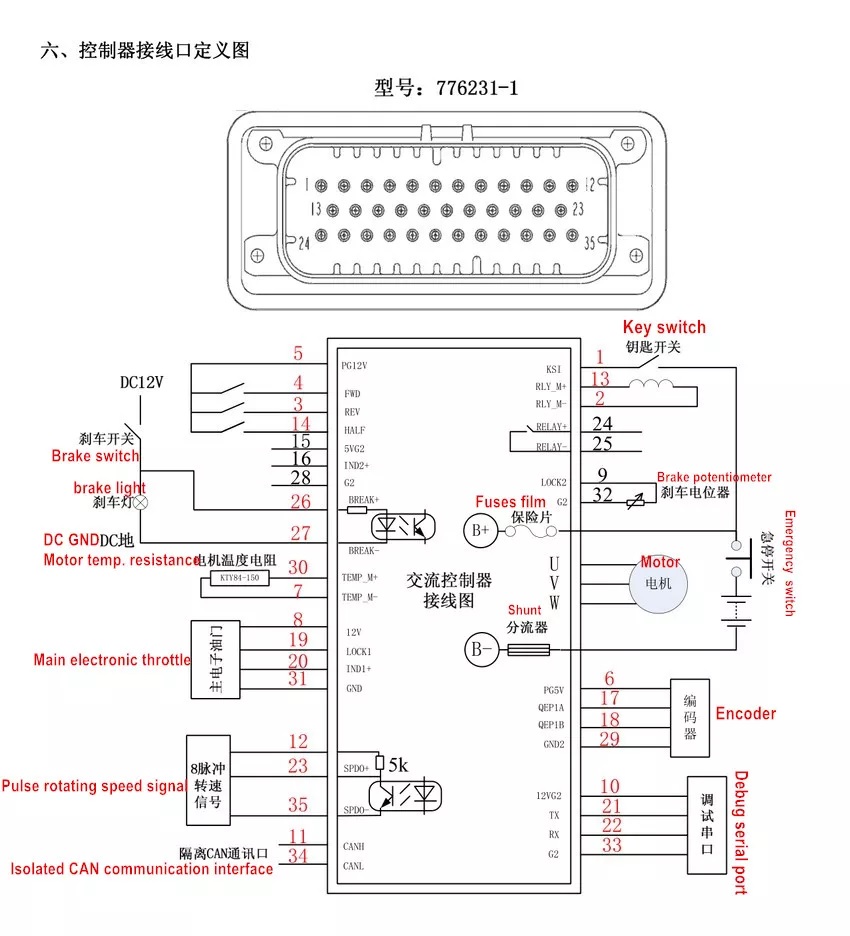 六、控制器接线口定义图
型号：776231-1
1
12
13
23
24
35
Key switch
钥匙开关
5
PG12V
4
FWD
3
REV
14
HALF
15
5VG2
16
IND2+
28
G2
DC12V
刹车开关
Brake switch
brake light
刹车灯
26
BREAK+
DC GND DC地
27
BREAK-
Motor temp. resistance 电机温度电阻
KTY84-150
30
TEMP_M+
7
TEMP_M-
交流控制器
接线图
Main electronic throttle
主电子油门
8
12V
19
LOCK1
20
IND1+
31
GND
Pulse rotating speed signal
8脉冲
转速
信号
12
23
SPDO+
5k
35
SPDO-
隔离CAN通讯口
Isolated CAN communication interface
11
CANH
34
CANL
KSI
1
RLY_M+
13
RLY_M-
2
RELAY+
24
RELAY-
25
LOCK2
9
G2
32
Brake potentiometer
刹车电位器
Fuses film
保险片
B+
急停开关
Emergency switch
U
V
W
Motor
电机
Shunt
分流器
B-
PG5V
6
QEP1A
17
QEP1B
18
GND2
29
编码器
Encoder
12VG2
10
TX
21
RX
22
G2
33
调试串口
Debug serial port